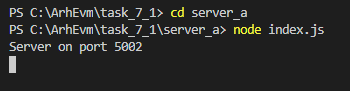 PS C:\ArhEvm\task_7_1> cd server_a
PS C:\ArhEvm\task_7_1\server_a> node index.js
Server on port 5002